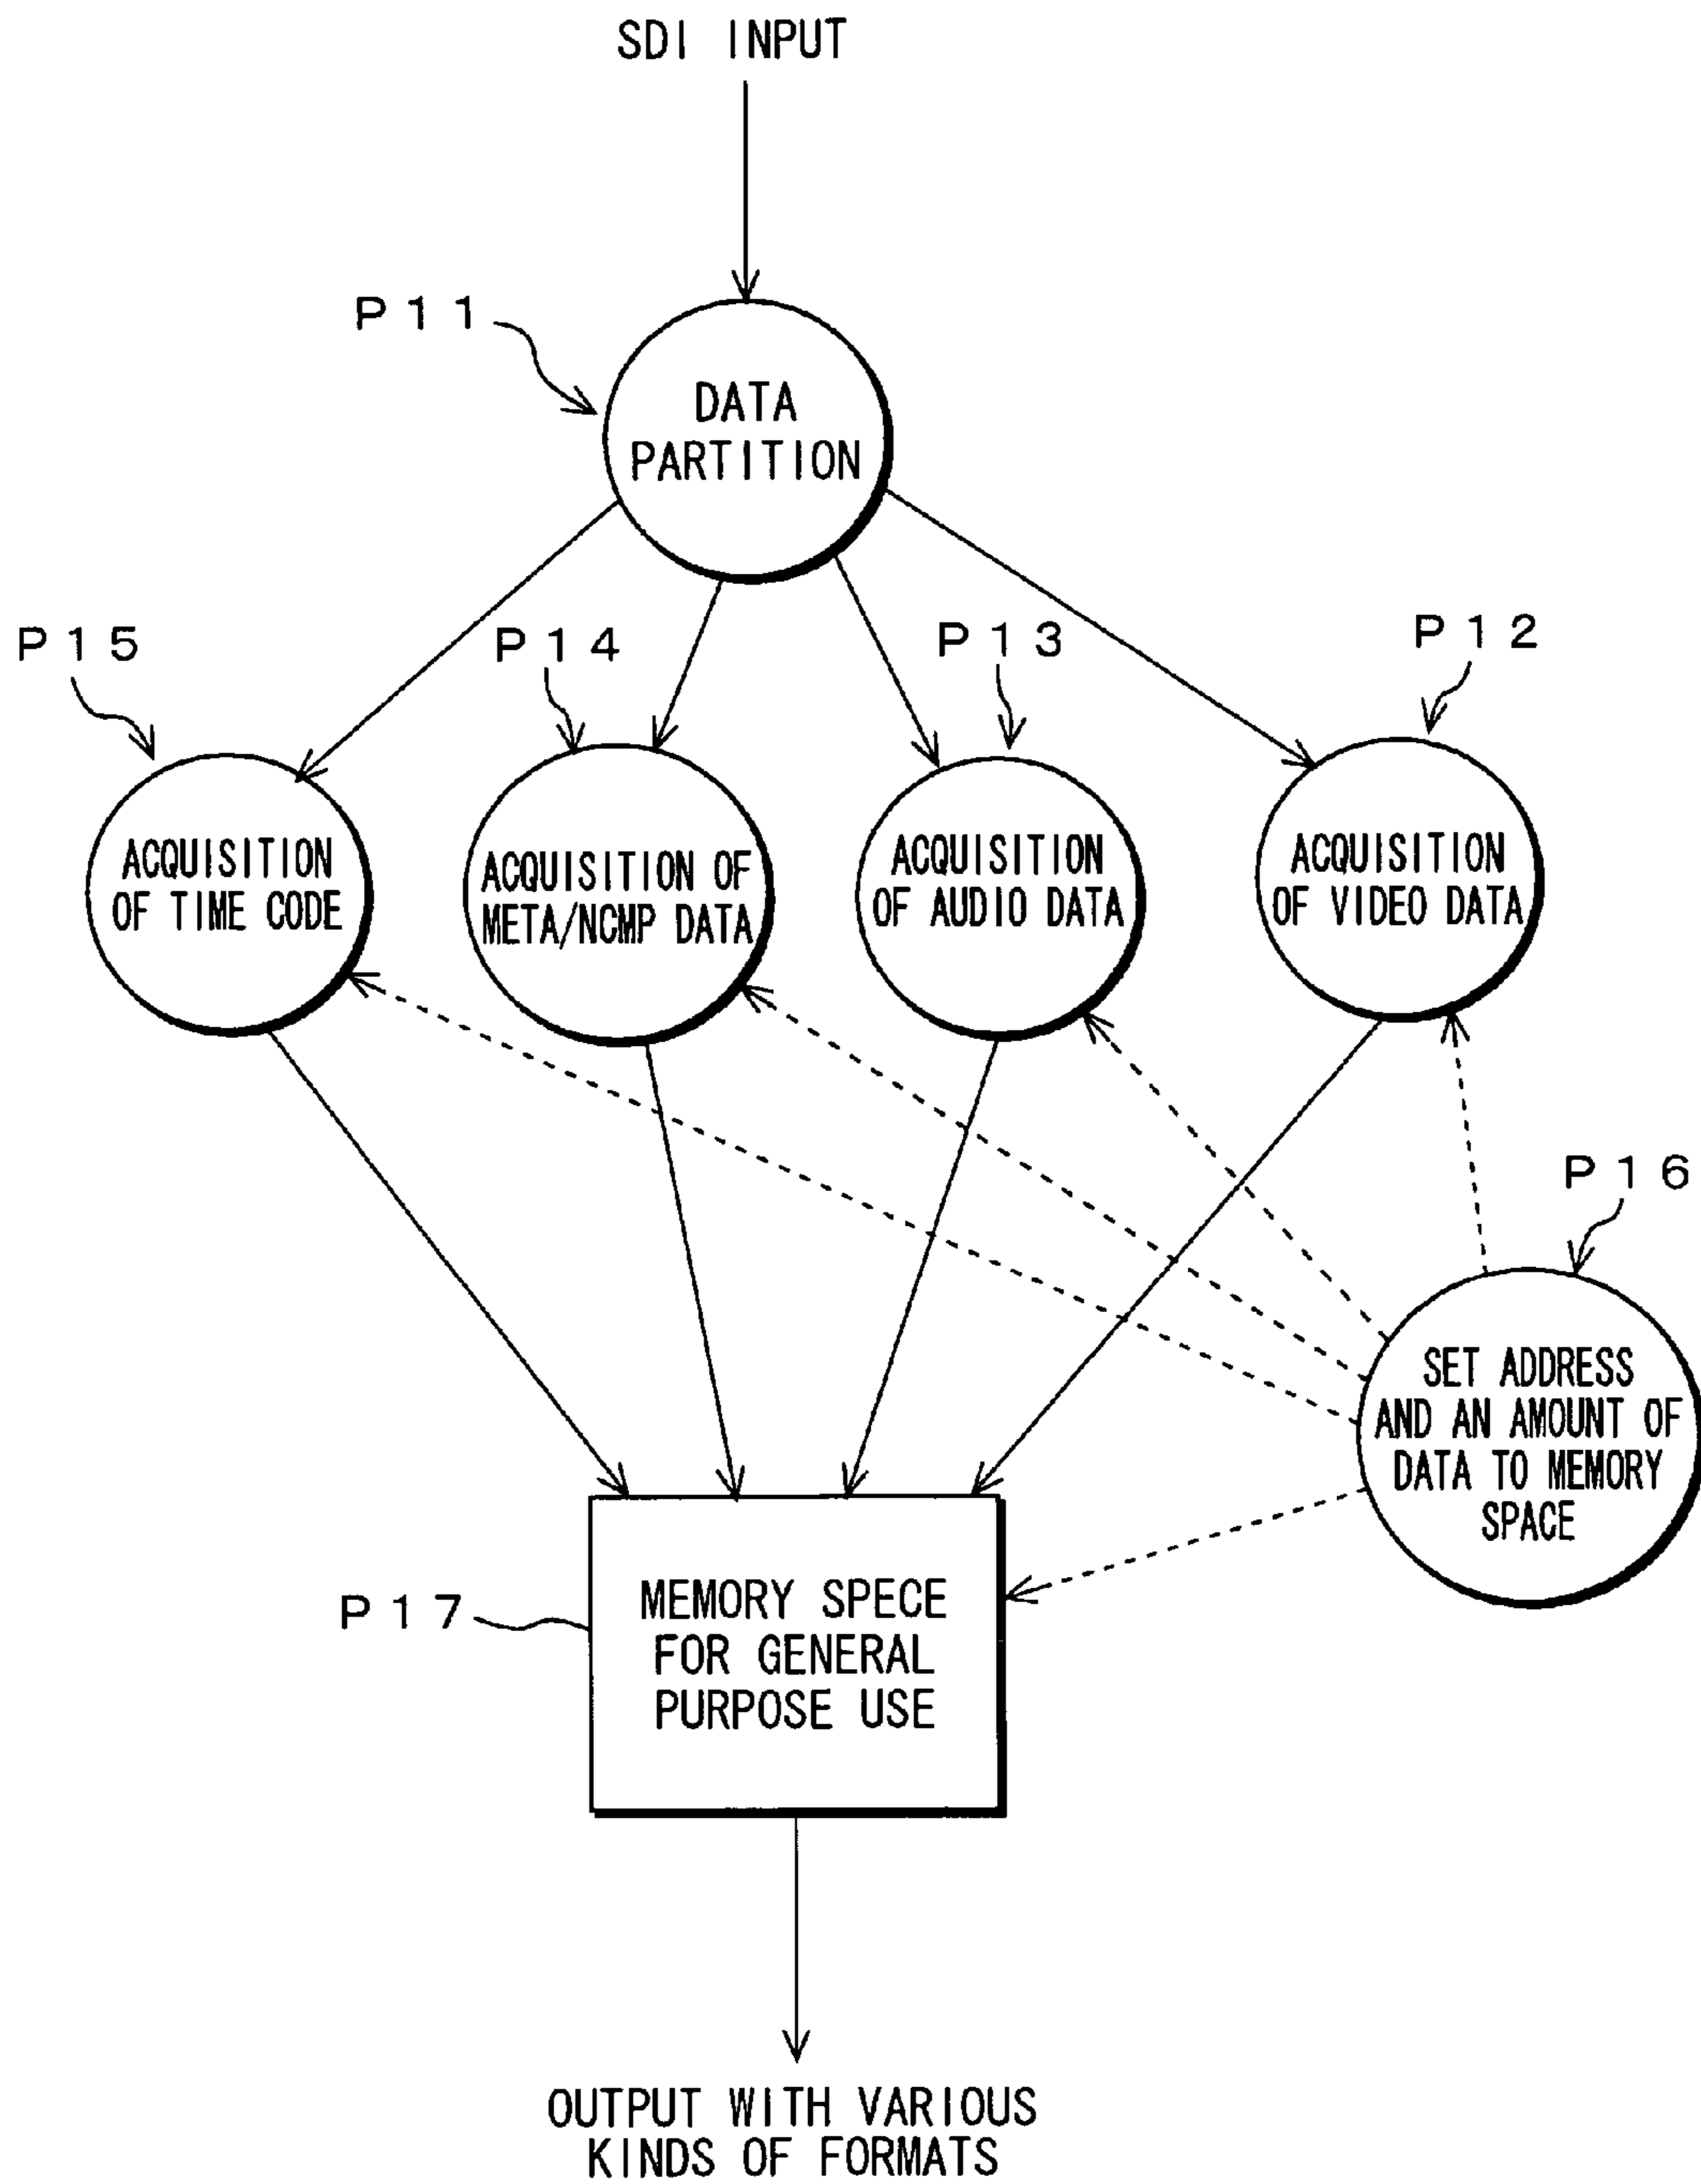 SDI INPUT
P11
DATA
PARTITION
P15
P14
P13
P12
ACQUISITION
OF TIME CODE
ACQUISITION OF
META/NCMP DATA
ACQUISITION
OF AUDIO DATA
ACQUISITION
OF VIDEO DATA
P16
SET ADDRESS
AND AN AMOUNT OF
DATA TO MEMORY
SPACE
P17
MEMORY SPECE
FOR GENERAL
PURPOSE USE
OUTPUT WITH VARIOUS
KINDS OF FORMATS